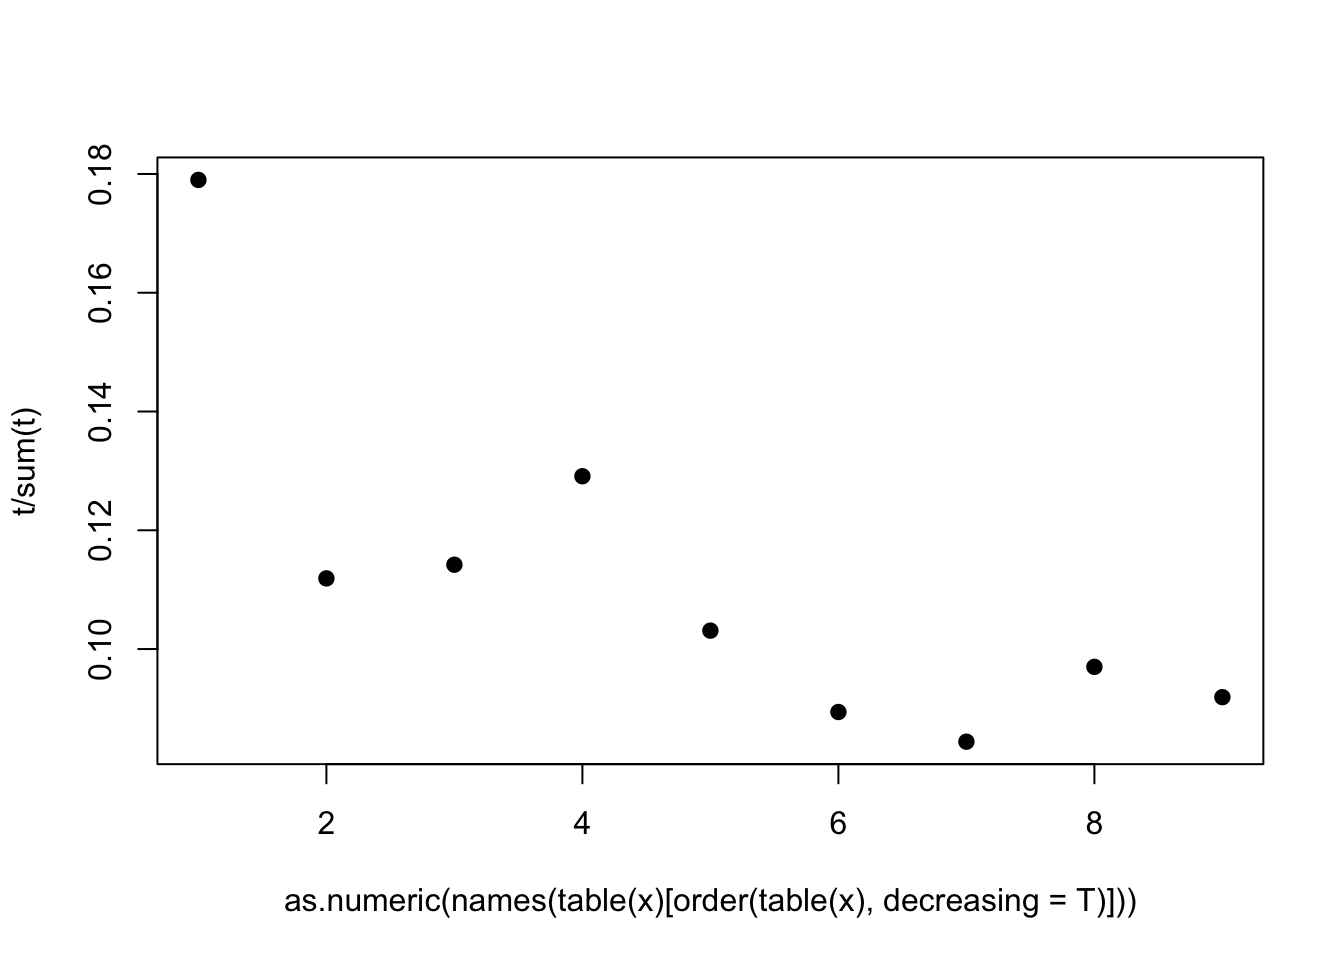 0.18
0.16
0.14
0.12
0.10
t/sum(t)
2 4 6 8
as.numeric(names(table(x)[order(table(x), decreasing = T)]))